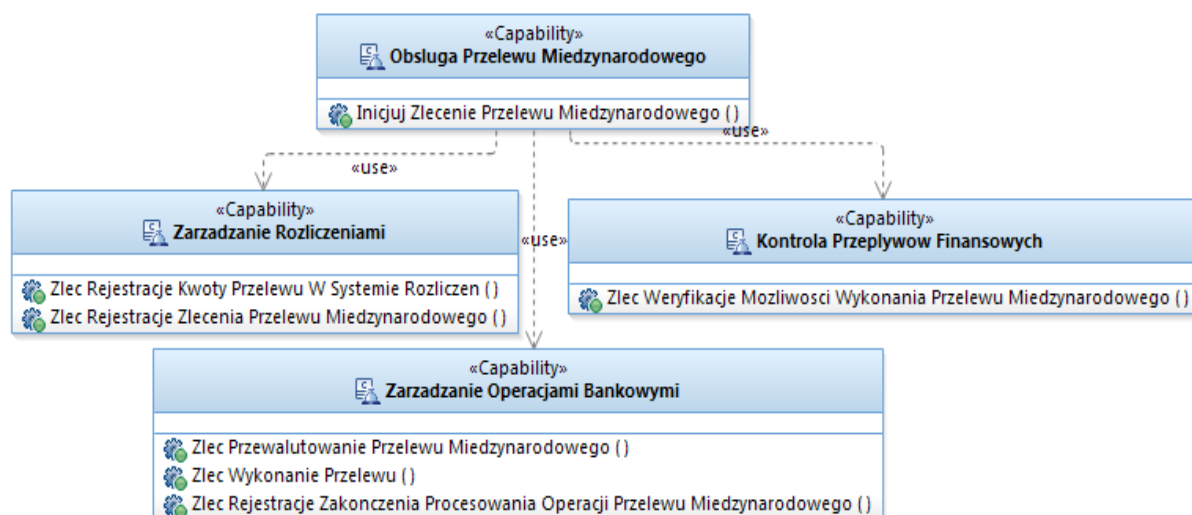 «Capability»
Obsluga Przelewu Miedzynarodowego
Inicjuj Zlecenie Przelewu Miedzynarodowego ( )
«use»
«use»
«use»
«Capability»
Zarzadzanie Rozliczeniami
Zlec Rejestracje Kwoty Przelewu W Systemie Rozliczen ( )
Zlec Rejestracje Zlecenia Przelewu Miedzynarodowego ( )
«Capability»
Kontrola Przeplywow Finansowych
Zlec Weryfikacje Mozliwosci Wykonania Przelewu Miedzynarodowego ( )
«Capability»
Zarzadzanie Operacjami Bankowymi
Zlec Przewalutowanie Przelewu Miedzynarodowego ( )
Zlec Wykonanie Przelewu ( )
Zlec Rejestracje Zakonczenia Procesowania Operacji Przelewu Miedzynarodowego ( )